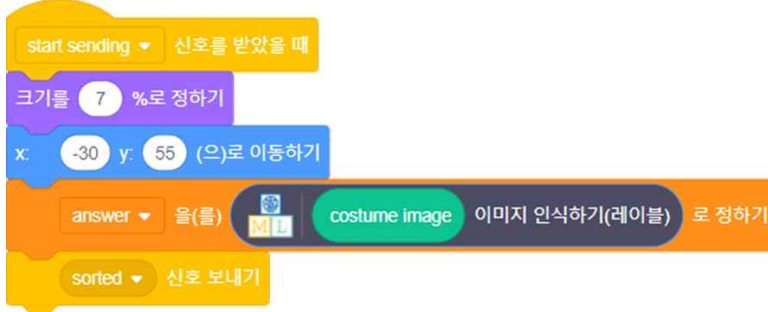 start sending 신호를 받았을 때
크기를 7 %로 정하기
x: -30 y: 55 (으)로 이동하기
answer 을(를) ML costume image 이미지 인식하기(레이블) 로 정하기
sorted 신호 보내기